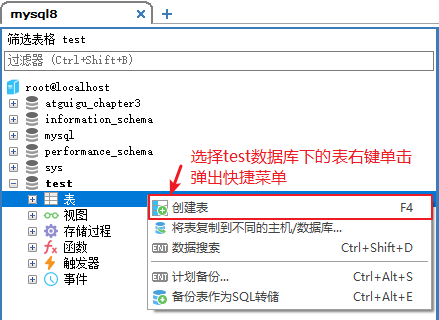 mysql8
筛选表格 test
过滤器 (Ctrl+Shift+B)
root@localhost
atguigu_chapter3
information_schema
mysql
performance_schema
sys
test
选择test数据库下的表右键单击
弹出快捷菜单
表
创建表 F4
视图
将表复制到不同的主机/数据库...
存储过程
ENT 数据搜索 Ctrl+Shift+D
函数
触发器
ENT 计划备份... Ctrl+Alt+S
事件
备份表作为SQL转储 Ctrl+Alt+E